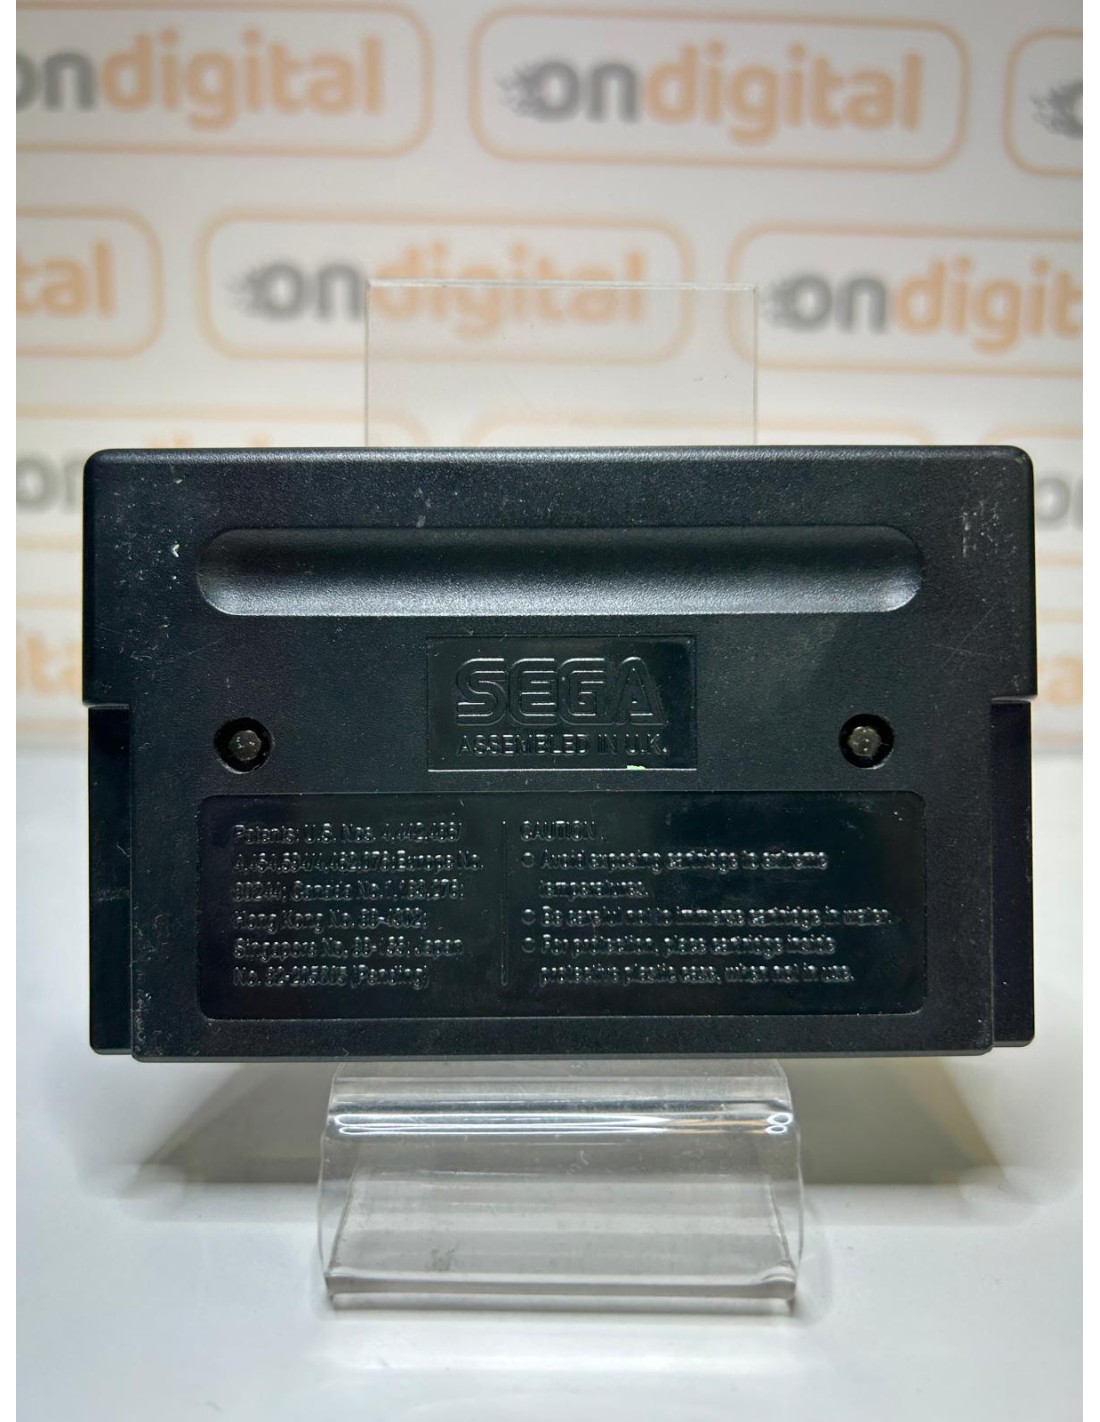 ondigital
ondigital
ondigital
ondigital
SEGA
ASSEMBLED IN U.K.
Patents: U.S. Nos. 4,442,486/
4,454,594/4,462,076;Europe No.
80244; Canada No. 1,183,276;
Hong Kong No. 88-4302;
Singapore No. 88-155; Japan
No. 82-205605 (Pending)
CAUTION
Avoid exposing cartridge to extreme
temperatures.
Be careful not to immerse cartridge in water.
For protection, place cartridge inside
protective plastic case, when not in use.